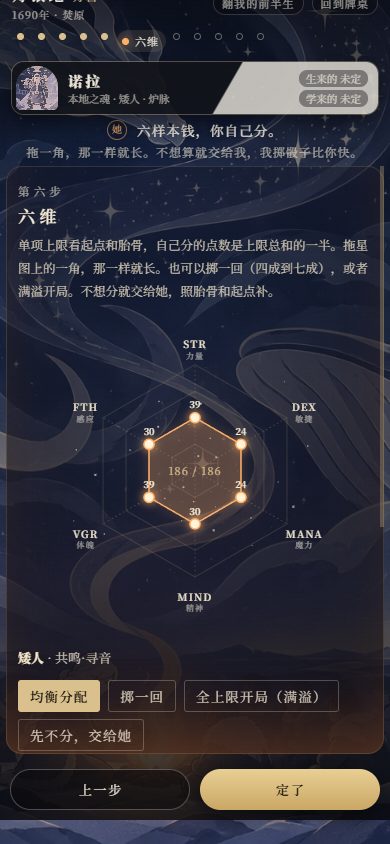 翻我的前半生
回到牌桌
1690年 · 焚原
六维
诺拉
本地之魂 · 矮人 · 炉脉
生来的 未定
学来的 未定
她
六样本钱，你自己分。
拖一角，那一样就长。不想算就交给我，我掷骰子比你快。
第六步
六维
单项上限看起点和胎骨，自己分的点数是上限总和的一半。拖星
图上的一角，那一样就长。也可以掷一回（四成到七成），或者
满溢开局。不想分就交给她，照胎骨和起点补。
STR
力量
FTH
感应
DEX
敏捷
39
30
24
186 / 186
39
24
30
VGR
体魄
MANA
魔力
MIND
精神
矮人 · 共鸣·寻音
均衡分配
掷一回
全上限开局（满溢）
先不分，交给她
上一步
定了